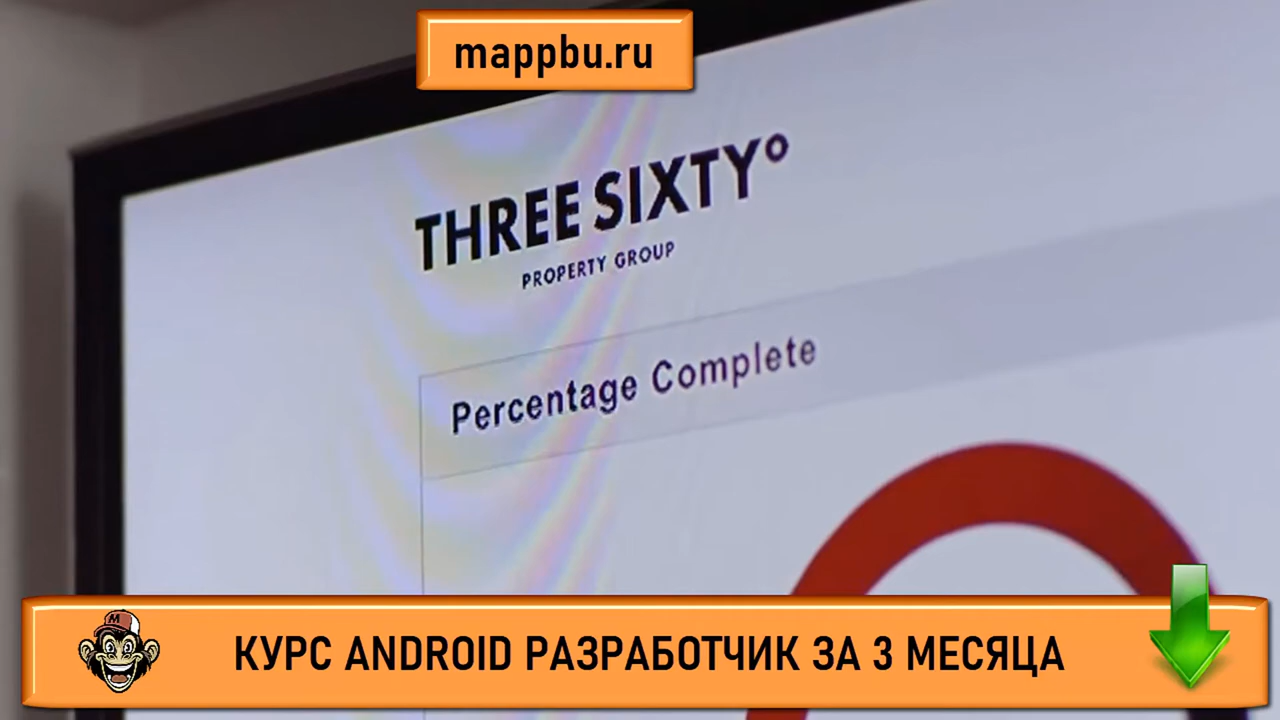 mappbu.ru
THREE SIXTY°
PROPERTY GROUP
Percentage Complete
M
КУРС ANDROID РАЗРАБОТЧИК ЗА 3 МЕСЯЦА